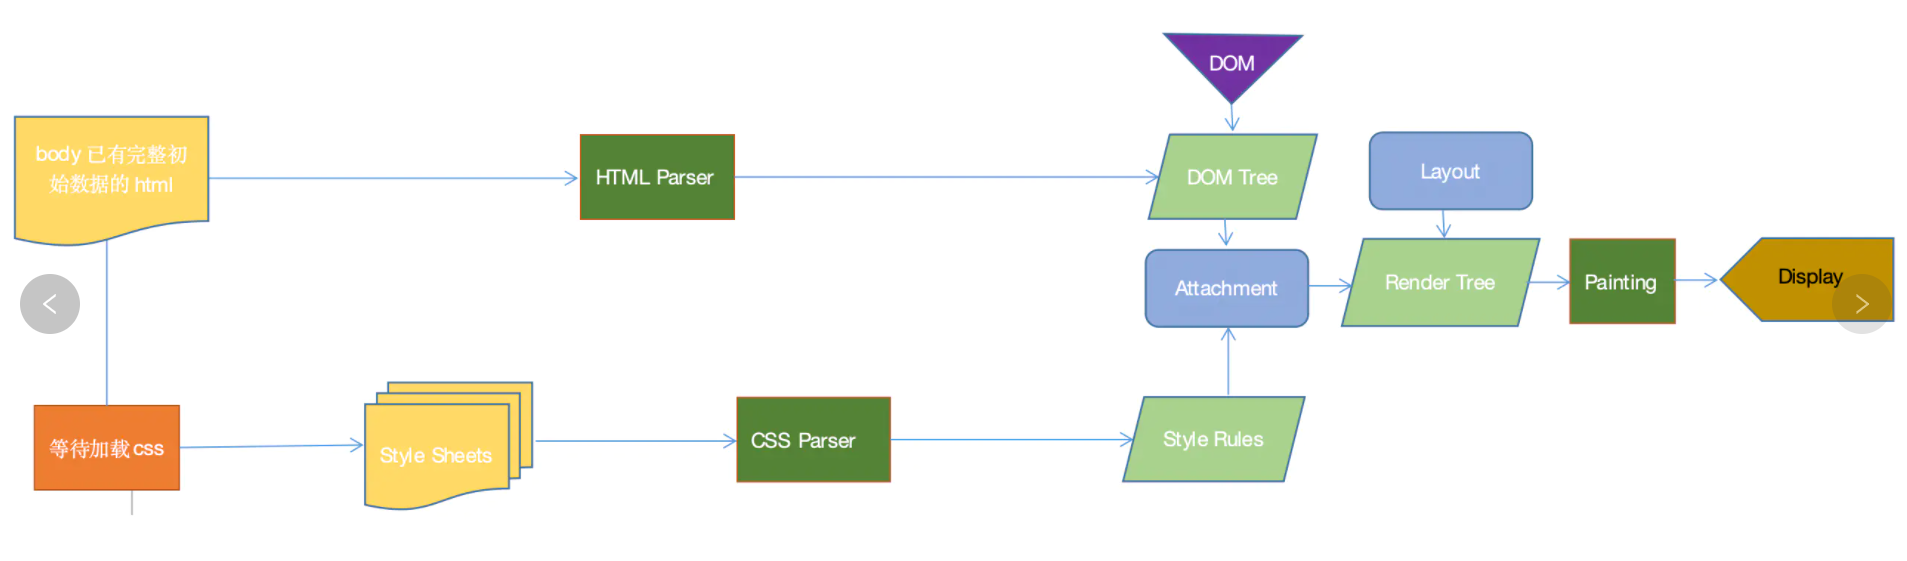 DOM
body 已有完整初
始数据的 html
HTML Parser
DOM Tree
Layout
Attachment
Render Tree
Painting
Display
等待加载 css
Style Sheets
CSS Parser
Style Rules